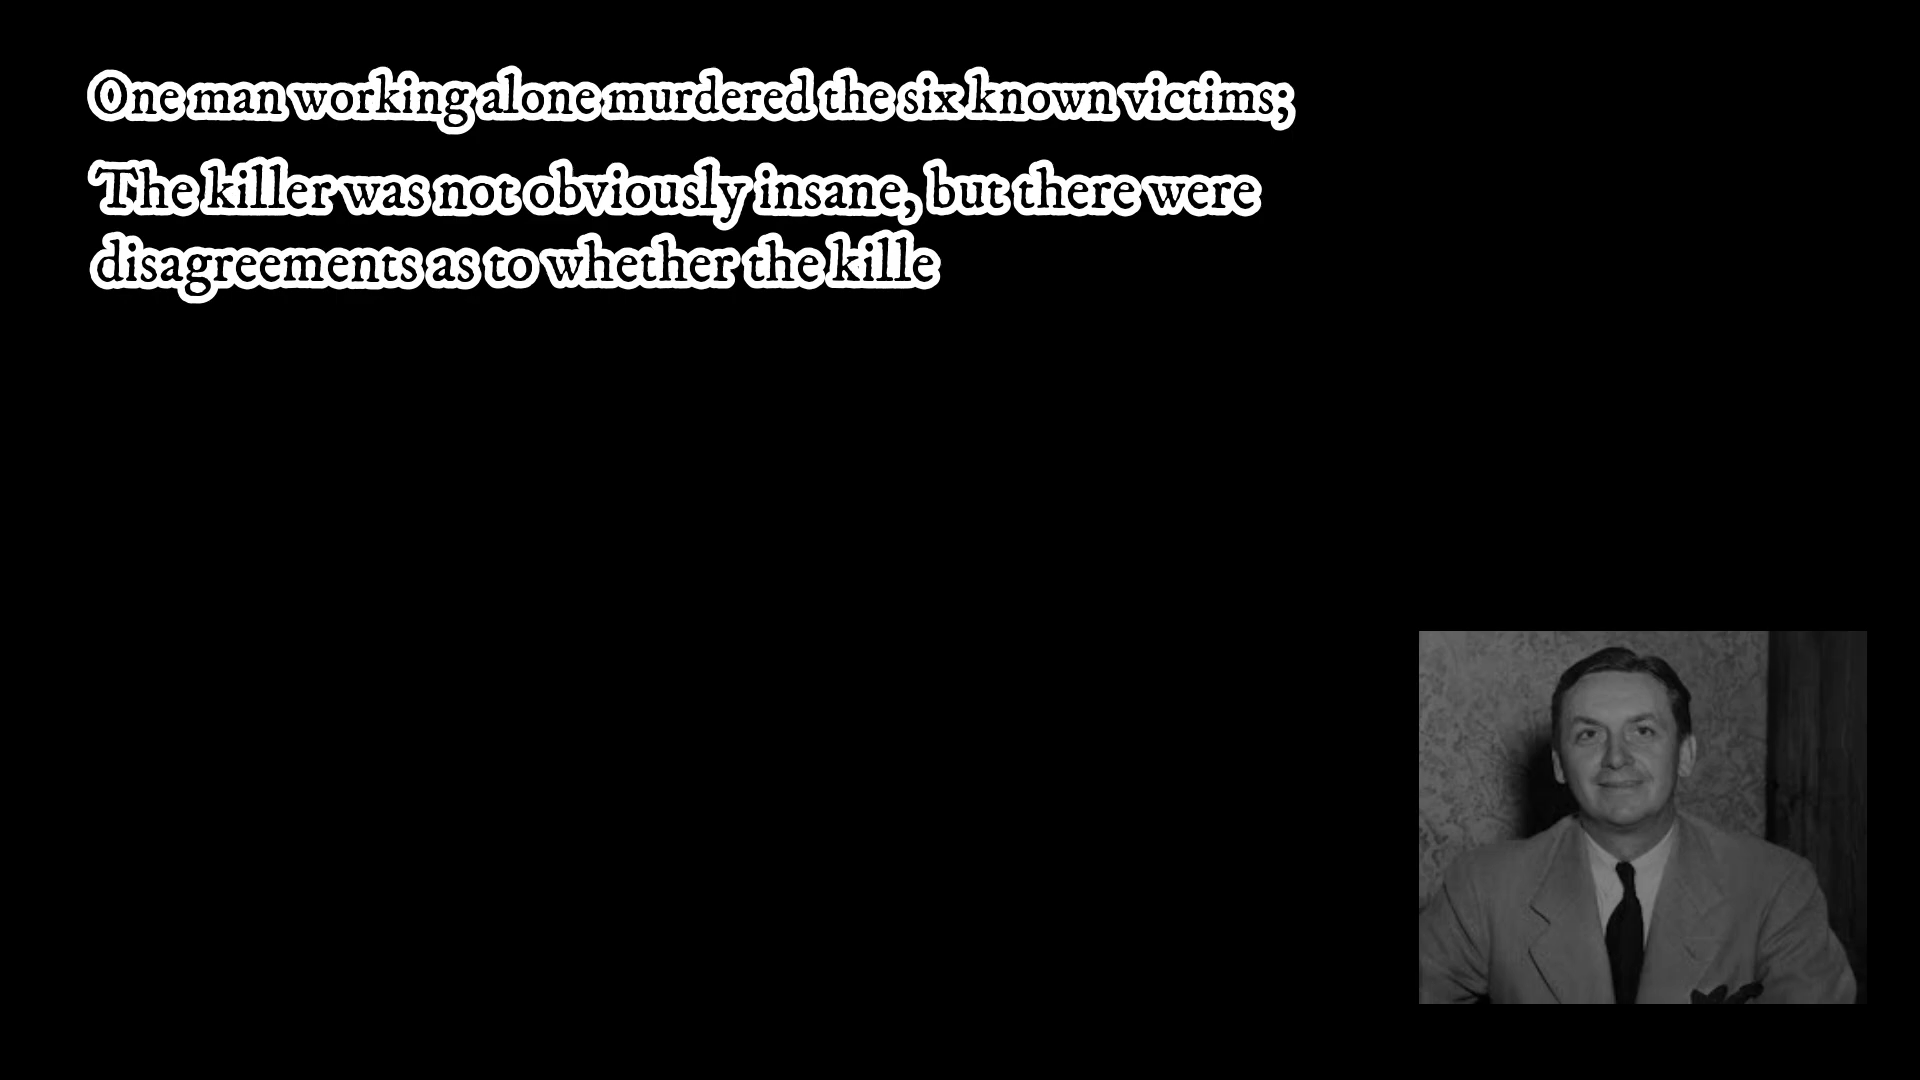 One man working alone murdered the six known victims;
The killer was not obviously insane, but there were
disagreements as to whether the kille